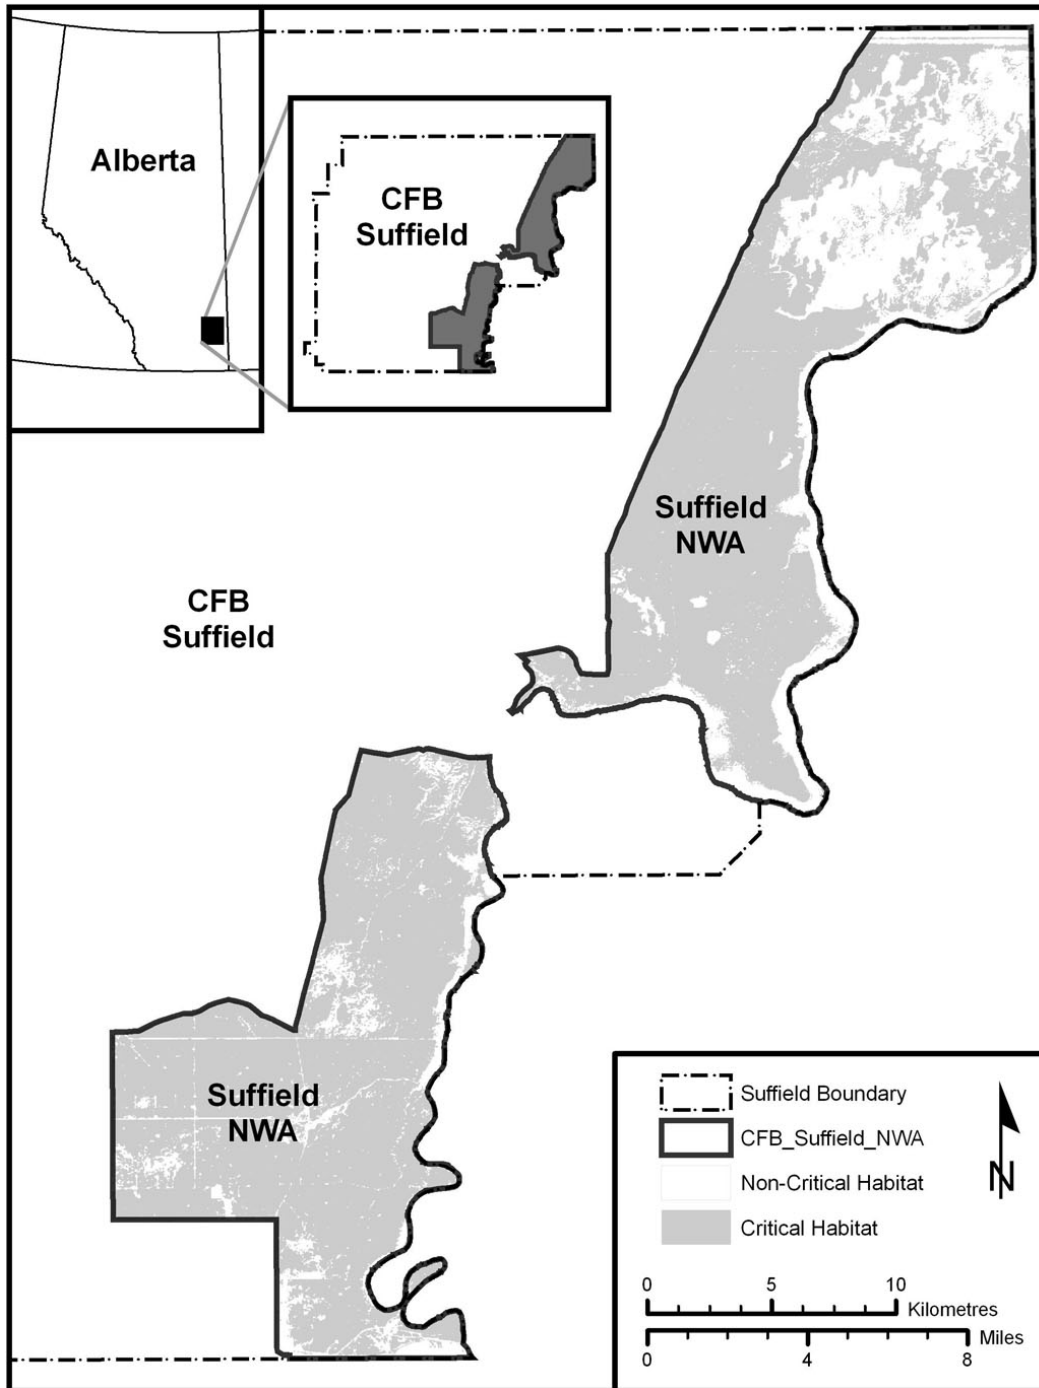 Alberta
CFB
Suffield
Suffield
NWA
CFB
Suffield
Suffield
NWA
Suffield Boundary
CFB_Suffield_NWA
Non-Critical Habitat
Critical Habitat
N
0 5 10
Kilometres
Miles
0 4 8